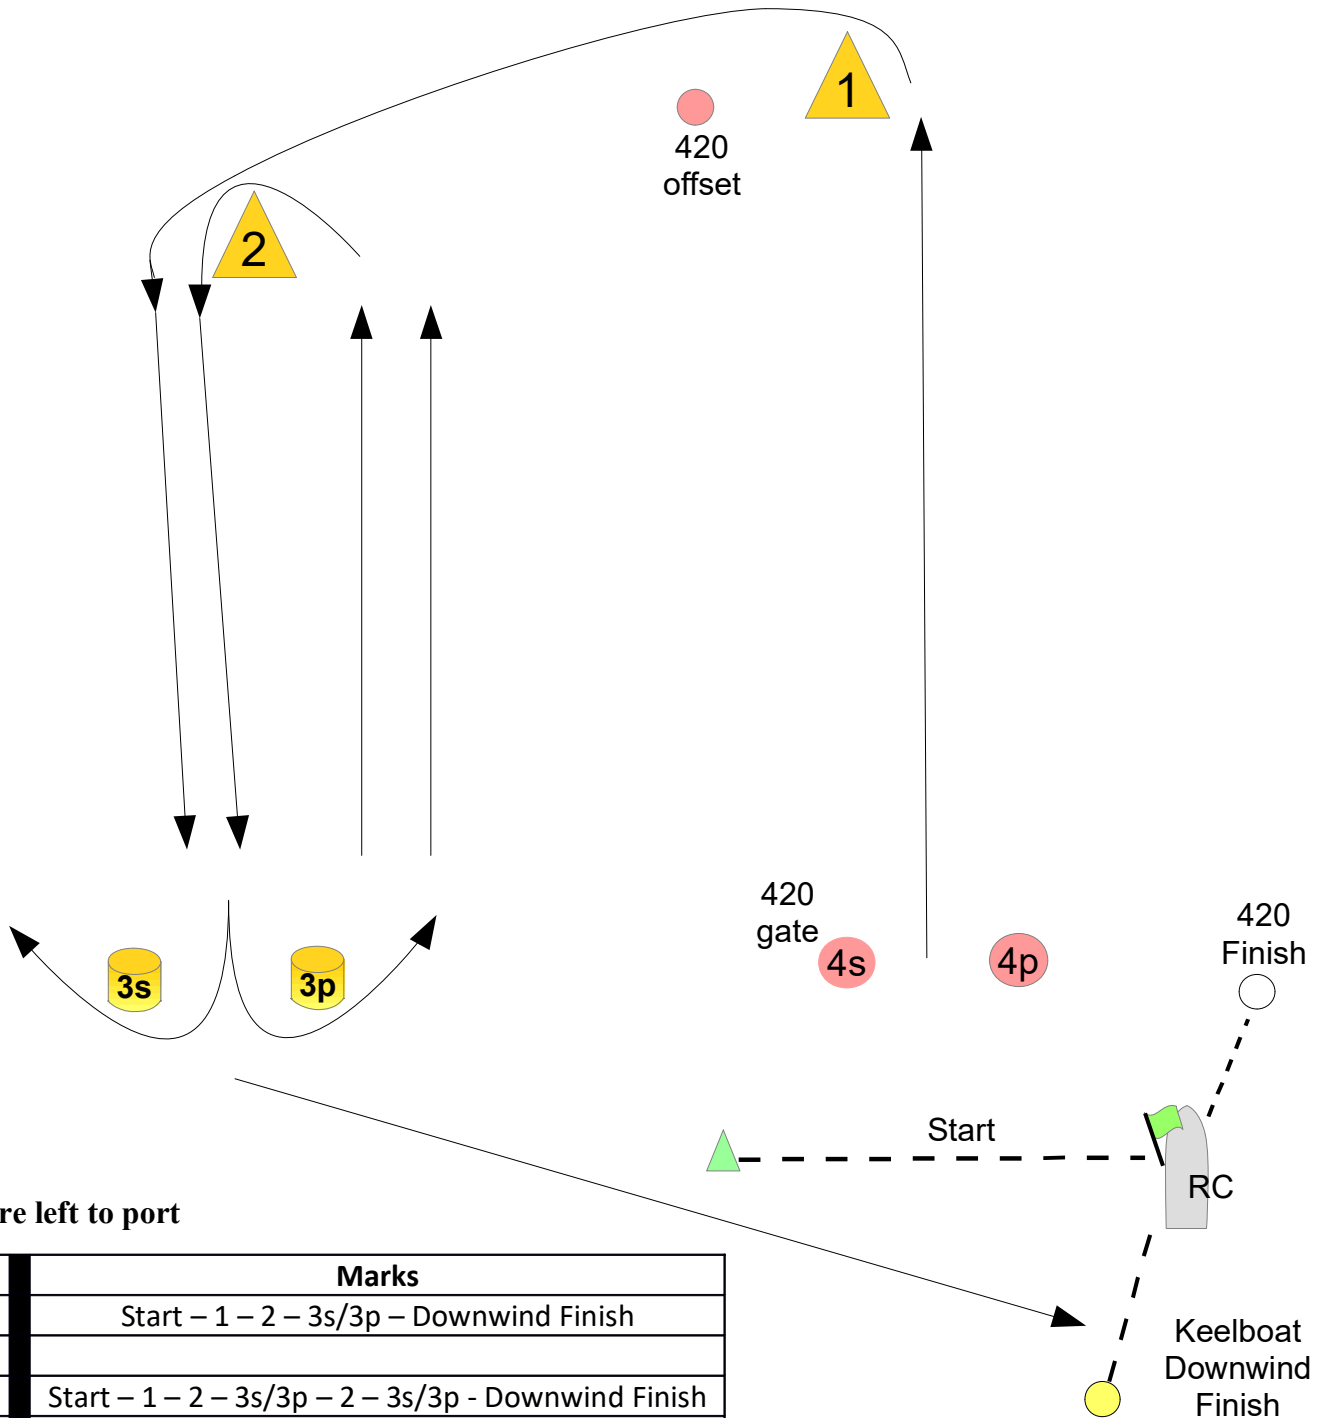 1
420
offset
2
420
gate
4s
4p
420
Finish
3s
3p
Start
RC
re left to port
Marks
Start – 1 – 2 – 3s/3p – Downwind Finish
Start – 1 – 2 – 3s/3p – 2 – 3s/3p - Downwind Finish
Keelboat
Downwind
Finish